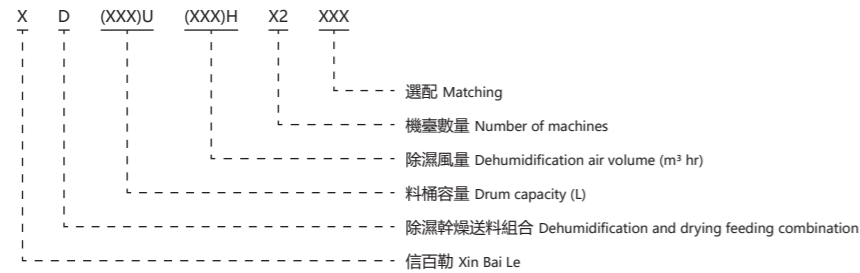 X D (XXX)U (XXX)H X2 XXX
選配 Matching
機臺數量 Number of machines
除濕風量 Dehumidification air volume (m³ hr)
料桶容量 Drum capacity (L)
除濕幹燥送料組合 Dehumidification and drying feeding combination
信百勒 Xin Bai Le